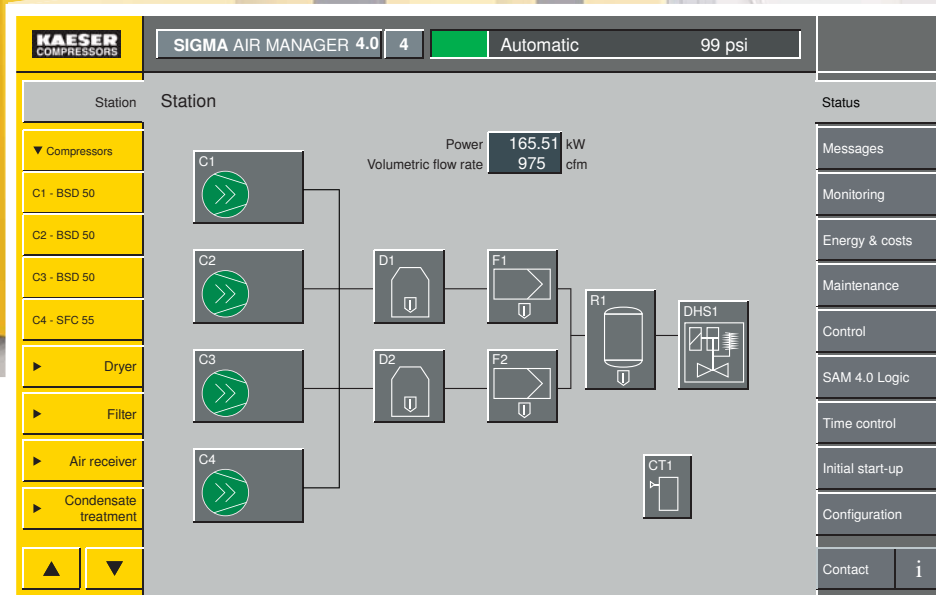 KAESER
COMPRESSORS
SIGMA AIR MANAGER 4.0
4
Automatic
99 psi
Station
▼ Compressors
C1 - BSD 50
C2 - BSD 50
C3 - BSD 50
C4 - SFC 55
Dryer
Filter
Air receiver
Condensate
treatment
Station
Power 165.51 kW
Volumetric flow rate 975 cfm
C1
C2
D1
F1
R1
DHS1
C3
D2
F2
C4
CT1
Status
Messages
Monitoring
Energy & costs
Maintenance
Control
SAM 4.0 Logic
Time control
Initial start-up
Configuration
Contact
i